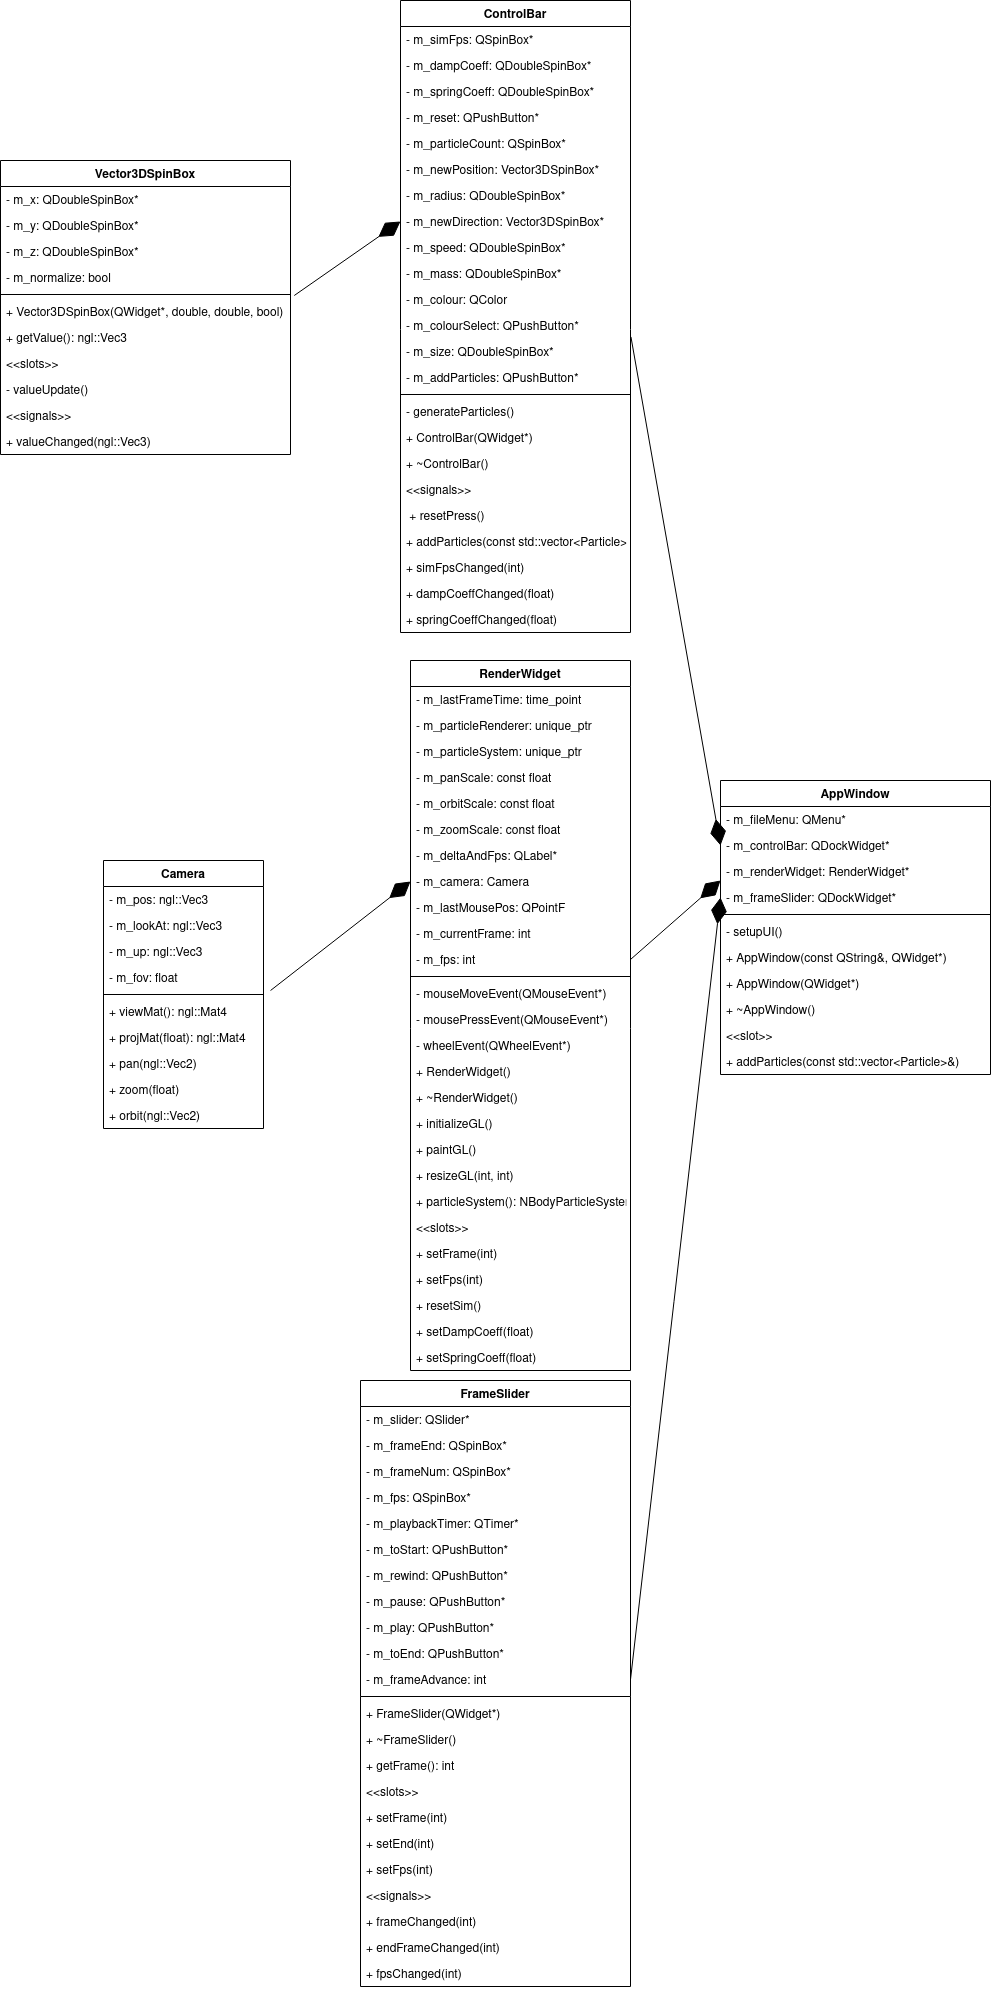 ControlBar
- m_simFps: QSpinBox*
- m_dampCoeff: QDoubleSpinBox*
- m_springCoeff: QDoubleSpinBox*
- m_reset: QPushButton*
- m_particleCount: QSpinBox*
- m_newPosition: Vector3DSpinBox*
- m_radius: QDoubleSpinBox*
- m_newDirection: Vector3DSpinBox*
- m_speed: QDoubleSpinBox*
- m_mass: QDoubleSpinBox*
- m_colour: QColor
- m_colourSelect: QPushButton*
- m_size: QDoubleSpinBox*
- m_addParticles: QPushButton*
- generateParticles()
+ ControlBar(QWidget*)
+ ~ControlBar()
<<signals>>
+ resetPress()
+ addParticles(const std::vector<Particle>
+ simFpsChanged(int)
+ dampCoeffChanged(float)
+ springCoeffChanged(float)
Vector3DSpinBox
- m_x: QDoubleSpinBox*
- m_y: QDoubleSpinBox*
- m_z: QDoubleSpinBox*
- m_normalize: bool
+ Vector3DSpinBox(QWidget*, double, double, bool)
+ getValue(): ngl::Vec3
<<slots>>
- valueUpdate()
<<signals>>
+ valueChanged(ngl::Vec3)
RenderWidget
- m_lastFrameTime: time_point
- m_particleRenderer: unique_ptr
- m_particleSystem: unique_ptr
- m_panScale: const float
- m_orbitScale: const float
- m_zoomScale: const float
- m_deltaAndFps: QLabel*
- m_camera: Camera
- m_lastMousePos: QPointF
- m_currentFrame: int
- m_fps: int
- mouseMoveEvent(QMouseEvent*)
- mousePressEvent(QMouseEvent*)
- wheelEvent(QWheelEvent*)
+ RenderWidget()
+ ~RenderWidget()
+ initializeGL()
+ paintGL()
+ resizeGL(int, int)
+ particleSystem(): NBodyParticleSyste
<<slots>>
+ setFrame(int)
+ setFps(int)
+ resetSim()
+ setDampCoeff(float)
+ setSpringCoeff(float)
AppWindow
- m_fileMenu: QMenu*
- m_controlBar: QDockWidget*
- m_renderWidget: RenderWidget*
- m_frameSlider: QDockWidget*
- setupUI()
+ AppWindow(const QString&, QWidget*)
+ AppWindow(QWidget*)
+ ~AppWindow()
<<slot>>
+ addParticles(const std::vector<Particle>&)
Camera
- m_pos: ngl::Vec3
- m_lookAt: ngl::Vec3
- m_up: ngl::Vec3
- m_fov: float
+ viewMat(): ngl::Mat4
+ projMat(float): ngl::Mat4
+ pan(ngl::Vec2)
+ zoom(float)
+ orbit(ngl::Vec2)
FrameSlider
- m_slider: QSlider*
- m_frameEnd: QSpinBox*
- m_frameNum: QSpinBox*
- m_fps: QSpinBox*
- m_playbackTimer: QTimer*
- m_toStart: QPushButton*
- m_rewind: QPushButton*
- m_pause: QPushButton*
- m_play: QPushButton*
- m_toEnd: QPushButton*
- m_frameAdvance: int
+ FrameSlider(QWidget*)
+ ~FrameSlider()
+ getFrame(): int
<<slots>>
+ setFrame(int)
+ setEnd(int)
+ setFps(int)
<<signals>>
+ frameChanged(int)
+ endFrameChanged(int)
+ fpsChanged(int)